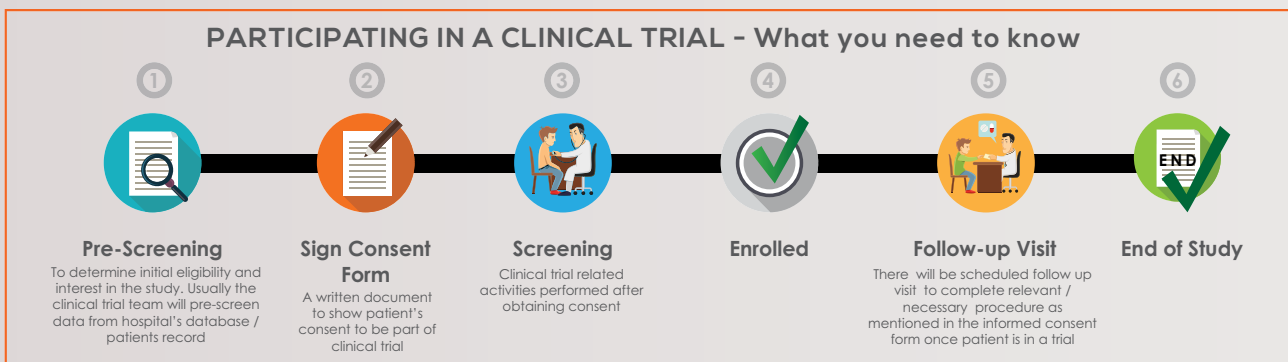 PARTICIPATING IN A CLINICAL TRIAL - What you need to know
1
2
3
4
5
6
END
Pre-Screening
To determine initial eligibility and
interest in the study. Usually the
clinical trial team will pre-screen
data from hospital's database /
patients record
Sign Consent
Form
A written document
to show patient's
consent to be part of
clinical trial
Screening
Clinical trial related
activities performed after
obtaining consent
Enrolled
Follow-up Visit
There will be scheduled follow up
visit to complete relevant /
necessary procedure as
mentioned in the informed consent
form once patient is in a trial
End of Study